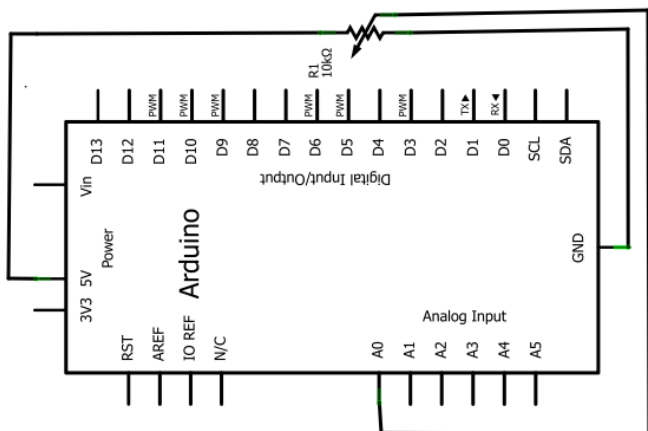 R1
10kΩ
PWM
PWM
PWM
PWM
PWM
PWM
TX▶
RX◀
D13
D12
D11
D10
D9
D8
D7
D6
D5
D4
D3
D2
D1
D0
SCL
SDA
Digital Input/Output
Vin
Power
5V
3V3
Arduino
GND
Analog Input
RST
AREF
IO REF
N/C
A0
A1
A2
A3
A4
A5